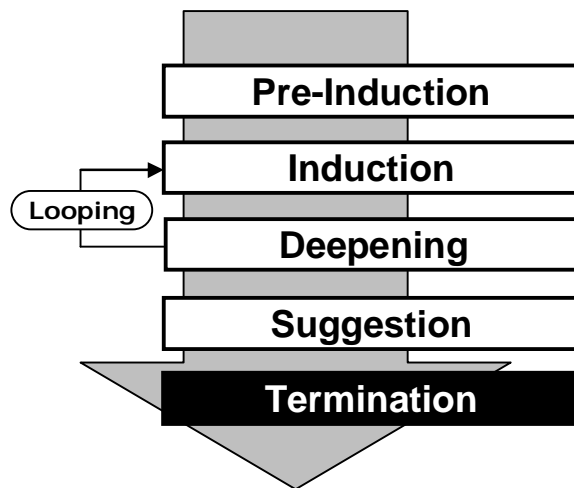 Pre-Induction
Induction
Looping
Deepening
Suggestion
Termination